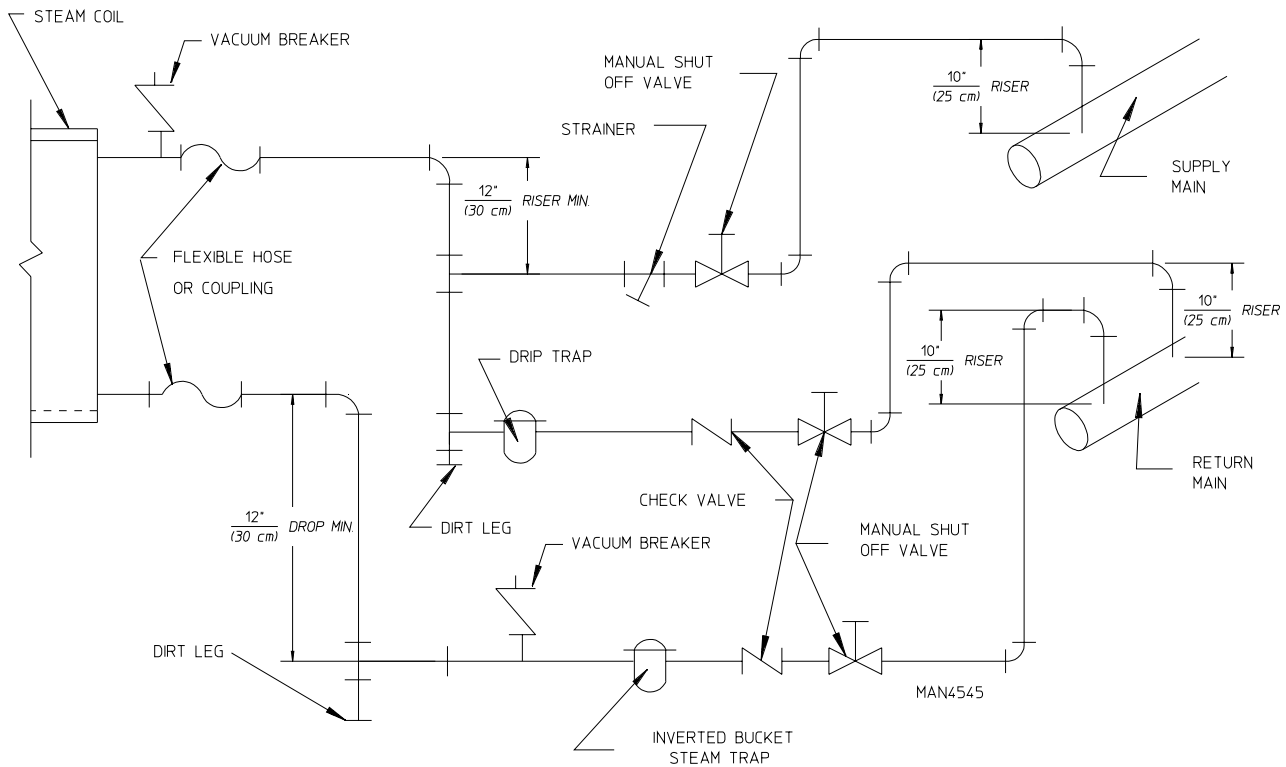 STEAM COIL
VACUUM BREAKER
MANUAL SHUT
OFF VALVE
10"
(25 cm) RISER
STRAINER
SUPPLY
MAIN
12"
(30 cm) RISER MIN.
FLEXIBLE HOSE
OR COUPLING
10"
(25 cm) RISER
10"
(25 cm) RISER
DRIP TRAP
RETURN
MAIN
CHECK VALVE
12"
(30 cm) DROP MIN.
DIRT LEG
MANUAL SHUT
OFF VALVE
VACUUM BREAKER
DIRT LEG
MAN4545
INVERTED BUCKET
STEAM TRAP